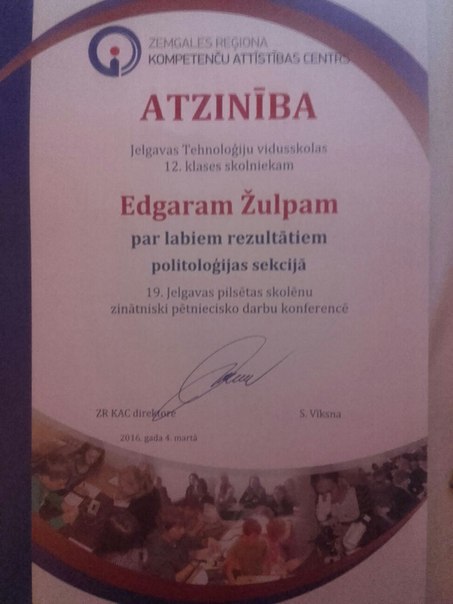 ZEMGALES REĢIONA
KOMPETENČU ATTĪSTĪBAS CENTRS
ATZINĪBA
Jelgavas Tehnoloģiju vidusskolas
12. klases skolniekam
Edgaram Žulpam
par labiem rezultātiem
politoloģijas sekcijā
19. Jelgavas pilsētas skolēnu
zinātniski pētniecisko darbu konferencē
ZR KAC direktore S. Vīksna
2016. gada 4. martā